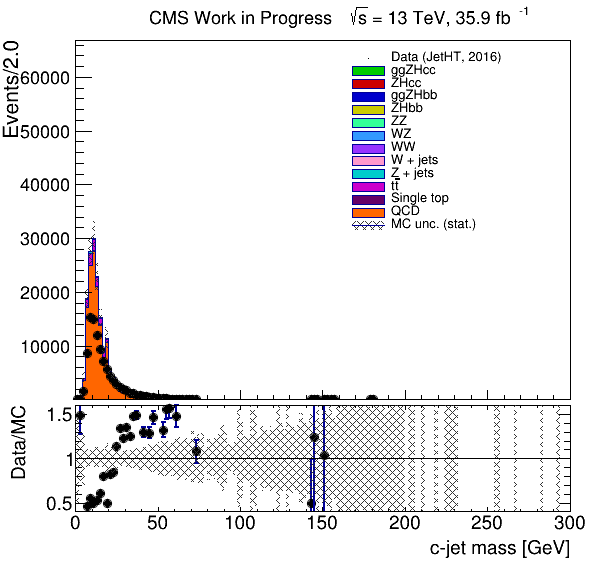 CMS Work in Progress √s = 13 TeV, 35.9 fb⁻¹
Events/2.0
60000
50000
40000
30000
20000
10000
Data (JetHT, 2016)
ggZHcc
ZHcc
ggZHbb
ZHbb
ZZ
WZ
WW
W + jets
Z + jets
tt̅
Single top
QCD
MC unc. (stat.)
Data/MC
1.5
1
0.5
0 50 100 150 200 250 300
c-jet mass [GeV]